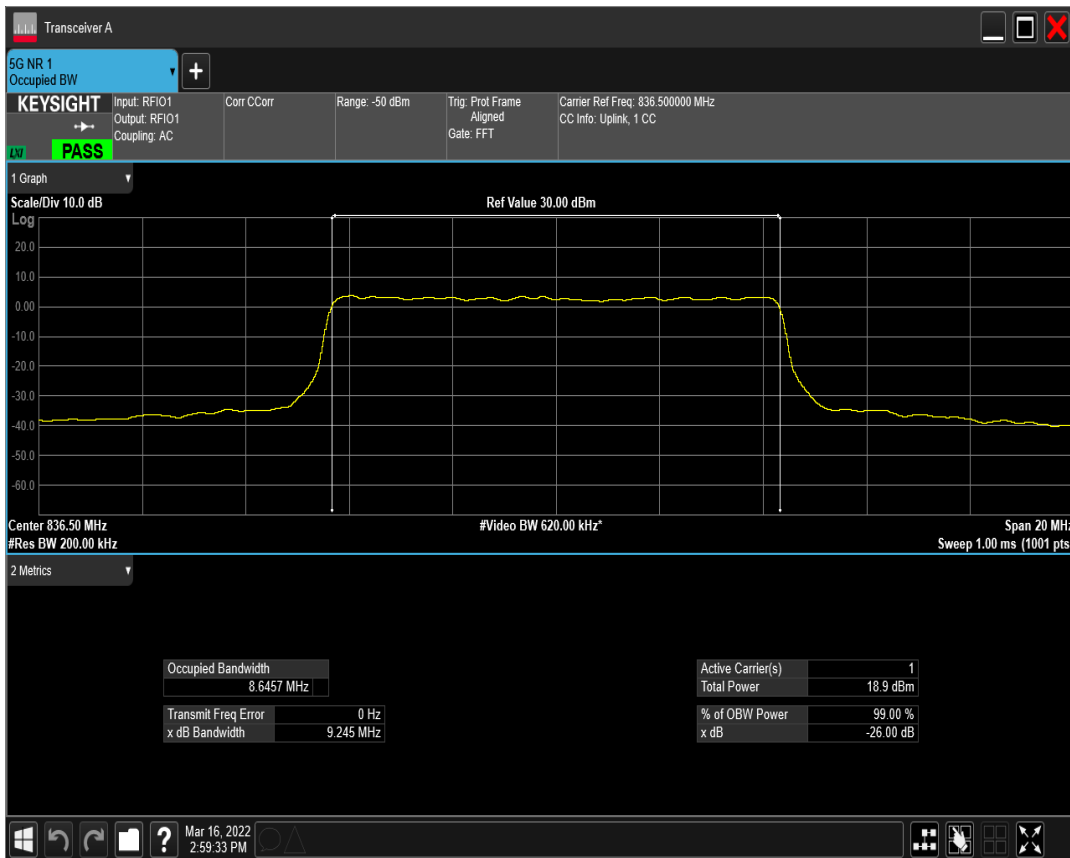 Transceiver A
5G NR 1
Occupied BW
KEYSIGHT
LXI
PASS
Input: RFIO1
Output: RFIO1
Coupling: AC
Corr CCorr
Range: -50 dBm
Trig: Prot Frame
Aligned
Gate: FFT
Carrier Ref Freq: 836.500000 MHz
CC Info: Uplink, 1 CC
1 Graph
Scale/Div 10.0 dB
Ref Value 30.00 dBm
Log
20.0
10.0
0.00
-10.0
-20.0
-30.0
-40.0
-50.0
-60.0
Center 836.50 MHz
#Video BW 620.00 kHz*
Span 20 MHz
#Res BW 200.00 kHz
Sweep 1.00 ms (1001 pts
2 Metrics
Occupied Bandwidth
8.6457 MHz
Transmit Freq Error 0 Hz
x dB Bandwidth 9.245 MHz
Active Carrier(s) 1
Total Power 18.9 dBm
% of OBW Power 99.00 %
x dB -26.00 dB
Mar 16, 2022
2:59:33 PM